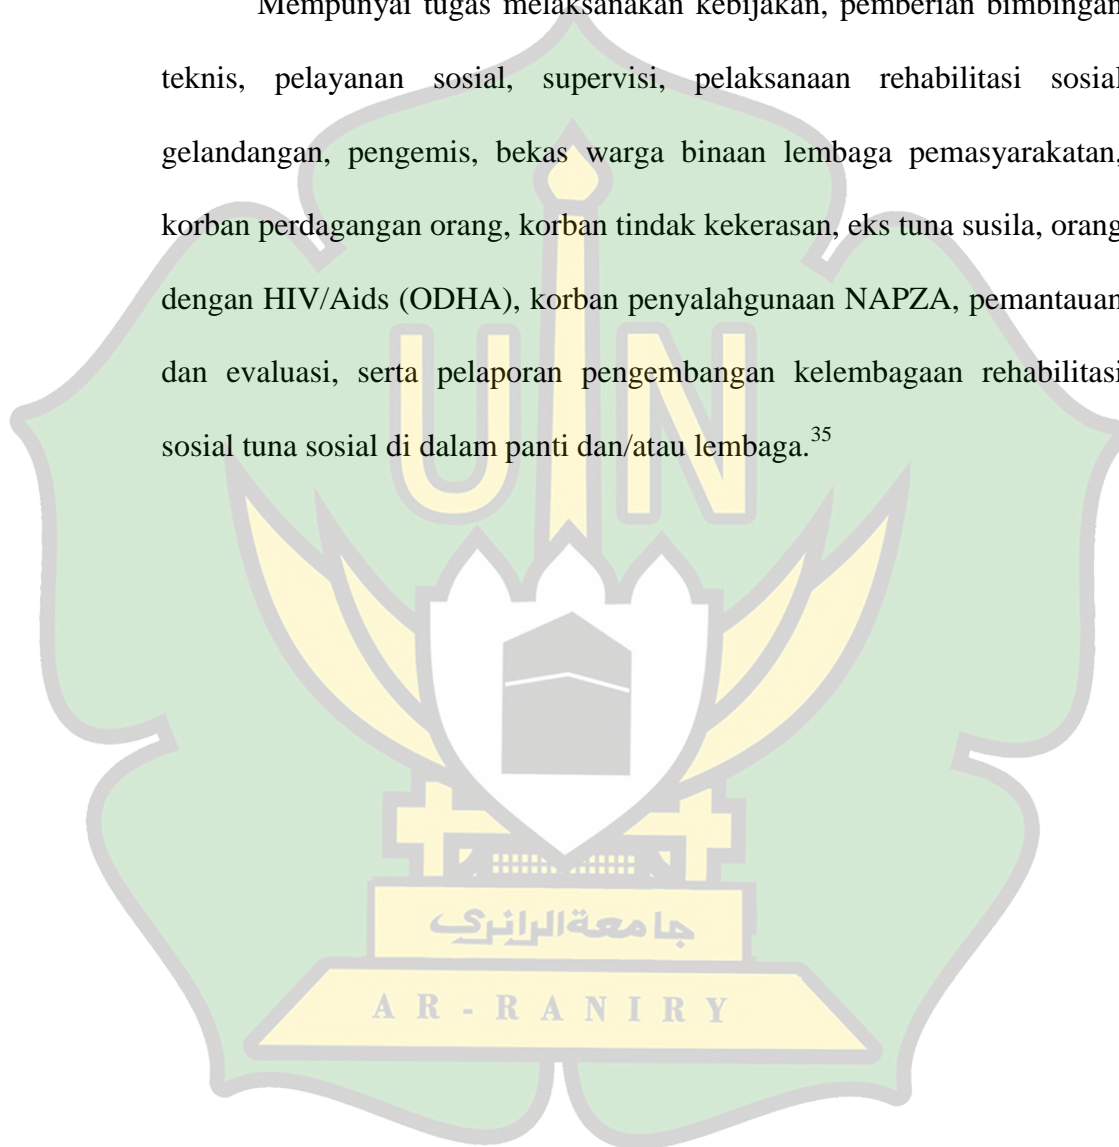 Mempunyai tugas melaksanakan kebijakan, pemberian bimbingan
teknis, pelayanan sosial, supervisi, pelaksanaan rehabilitasi sosial
gelandangan, pengemis, bekas warga binaan lembaga pemasyarakatan,
korban perdagangan orang, korban tindak kekerasan, eks tuna susila, orang
dengan HIV/Aids (ODHA), korban penyalahgunaan NAPZA, pemantauan
dan evaluasi, serta pelaporan pengembangan kelembagaan rehabilitasi
sosial tuna sosial di dalam panti dan/atau lembaga.35
UIN
جامعةالرانري
AR-RANIRY